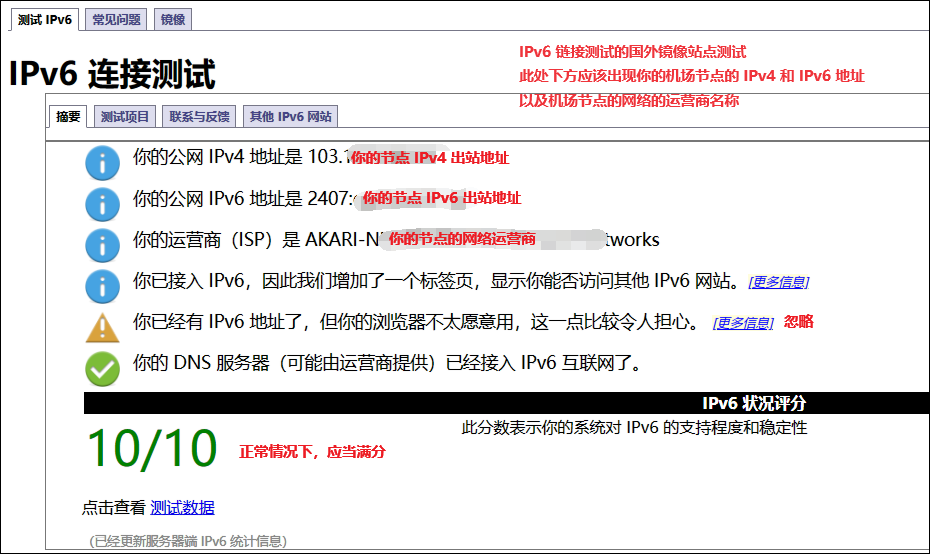 测试 IPv6 常见问题 镜像
IPv6 连接测试
IPv6 链接测试的国外镜像站点测试
此处下方应该出现你的机场节点的 IPv4 和 IPv6 地址
以及机场节点的网络的运营商名称
摘要 测试项目 联系与反馈 其他 IPv6 网站
你的公网 IPv4 地址是 103. 你的节点 IPv4 出站地址
你的公网 IPv6 地址是 2407: 你的节点 IPv6 出站地址
你的运营商（ISP）是 AKARI-N 你的节点的网络运营商 tworks
你已接入 IPv6，因此我们增加了一个标签页，显示你能否访问其他 IPv6 网站。 [更多信息]
你已经有 IPv6 地址了，但你的浏览器不太愿意用，这一点比较令人担心。 [更多信息] 忽略
你的 DNS 服务器（可能由运营商提供）已经接入 IPv6 互联网了。
IPv6 状况评分
此分数表示你的系统对 IPv6 的支持程度和稳定性
10/10 正常情况下，应当满分
点击查看 测试数据
（已经更新服务器端 IPv6 统计信息）